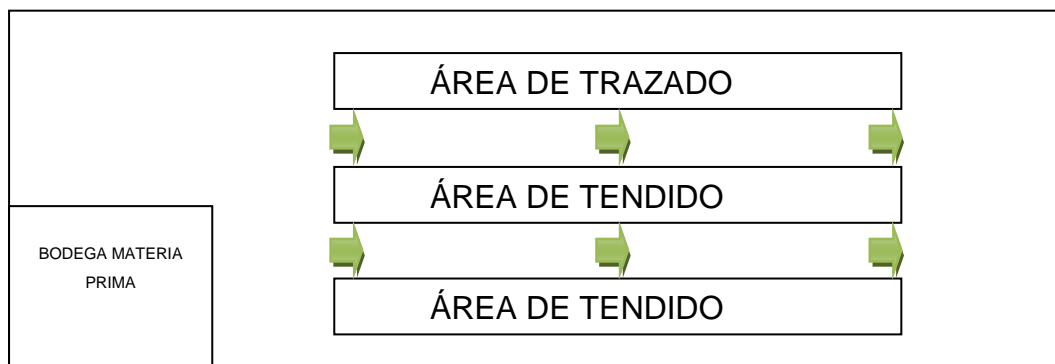 ÁREA DE TRAZADO
ÁREA DE TENDIDO
BODEGA MATERIA
PRIMA
ÁREA DE TENDIDO